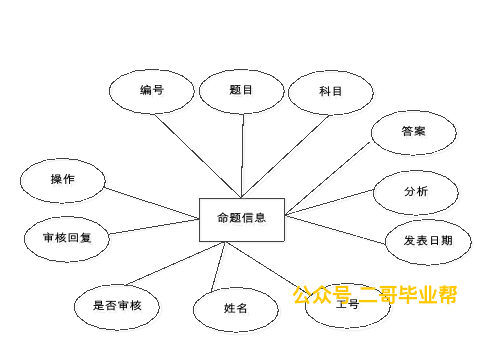 编号
题目
科目
答案
操作
分析
命题信息
审核回复
发表日期
公众号 二哥毕业帮
是否审核
姓名
工号